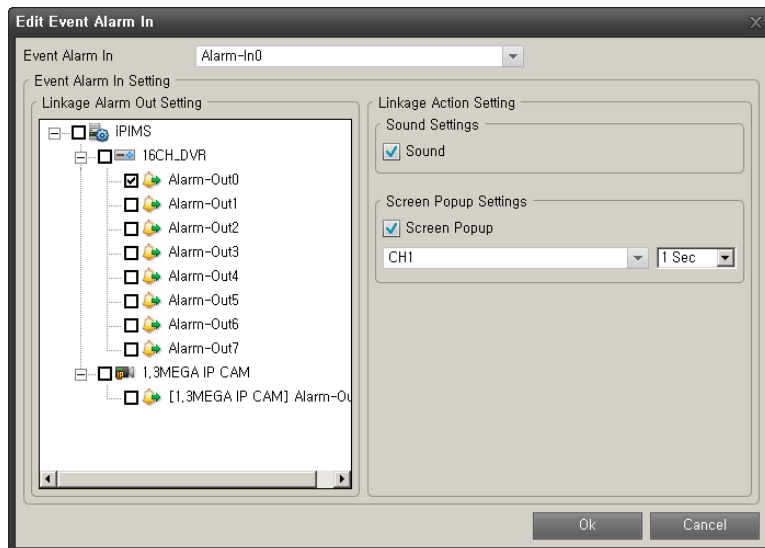 Edit Event Alarm In
Event Alarm In
Alarm-In0
Event Alarm In Setting
Linkage Alarm Out Setting
iPIMS
16CH_DVR
Alarm-Out0
Alarm-Out1
Alarm-Out2
Alarm-Out3
Alarm-Out4
Alarm-Out5
Alarm-Out6
Alarm-Out7
1,3MEGA IP CAM
[1,3MEGA IP CAM] Alarm-Ou
Linkage Action Setting
Sound Settings
Sound
Screen Popup Settings
Screen Popup
CH1
1 Sec
Ok
Cancel